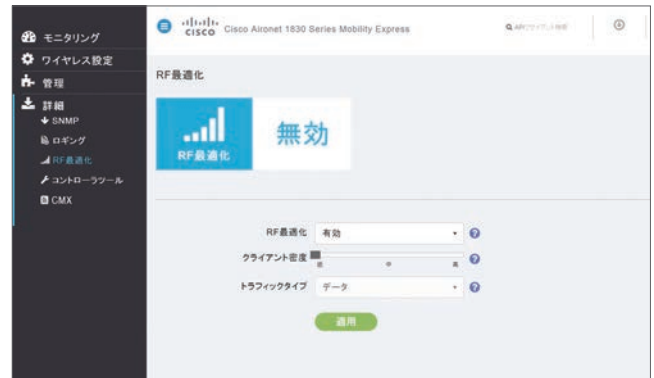 モニタリング
ワイヤレス設定
管理
詳細
SNMP
ロギング
RF最適化
コントローラツール
CMX
CISCO Cisco Aironet 1830 Series Mobility Express
RF最適化
RF最適化
無効
RF最適化 有効
クライアント密度
低 中 高
トラフィックタイプ データ
適用